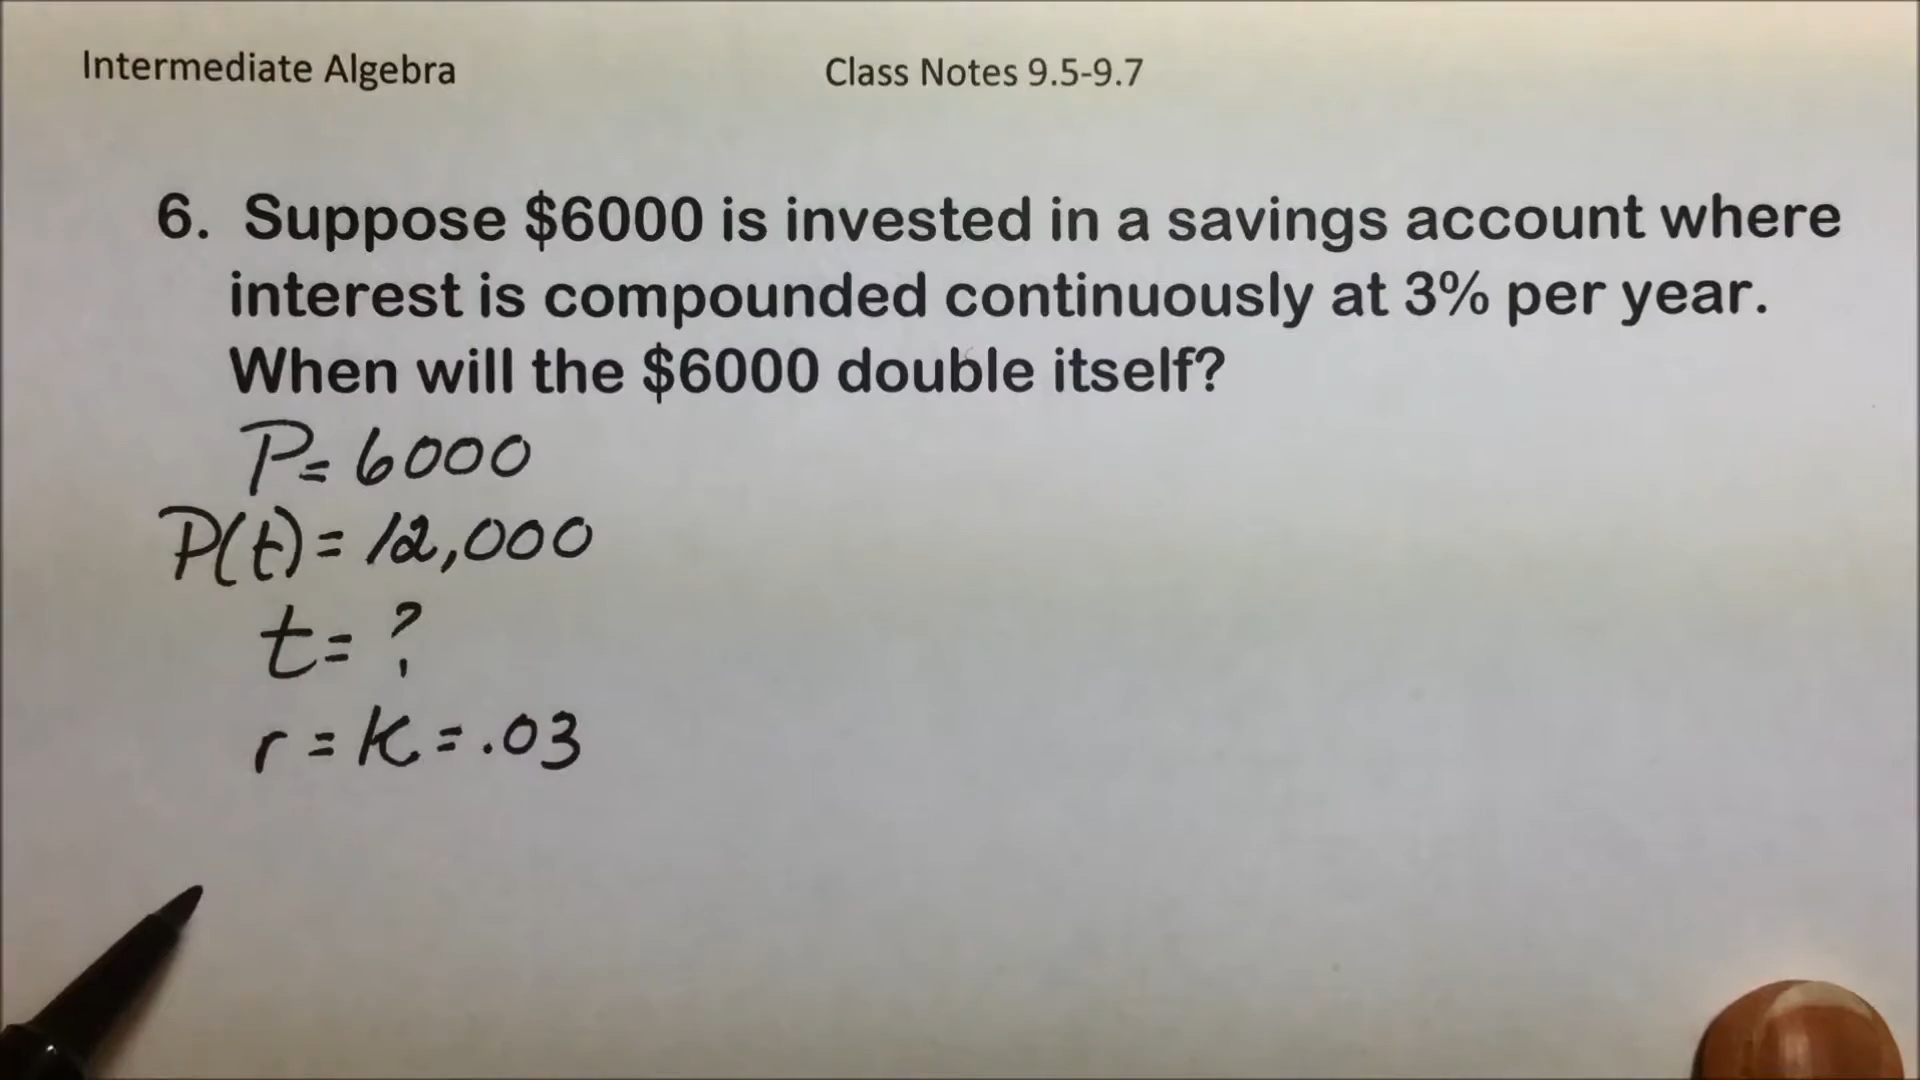 Intermediate Algebra Class Notes 9.5-9.7
6. Suppose $6000 is invested in a savings account where
interest is compounded continuously at 3% per year.
When will the $6000 double itself?
P= 6000
P(t) = 12,000
t= ?
r = K = .03